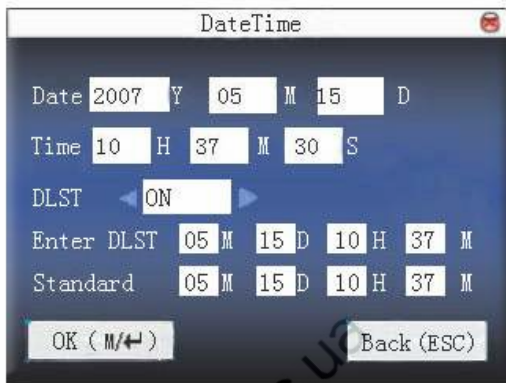 DateTime
Date 2007 Y 05 M 15 D
Time 10 H 37 M 30 S
DLST ON
Enter DLST 05 M 15 D 10 H 37 M
Standard 05 M 15 D 10 H 37 M
OK (M/↵) Back (ESC)